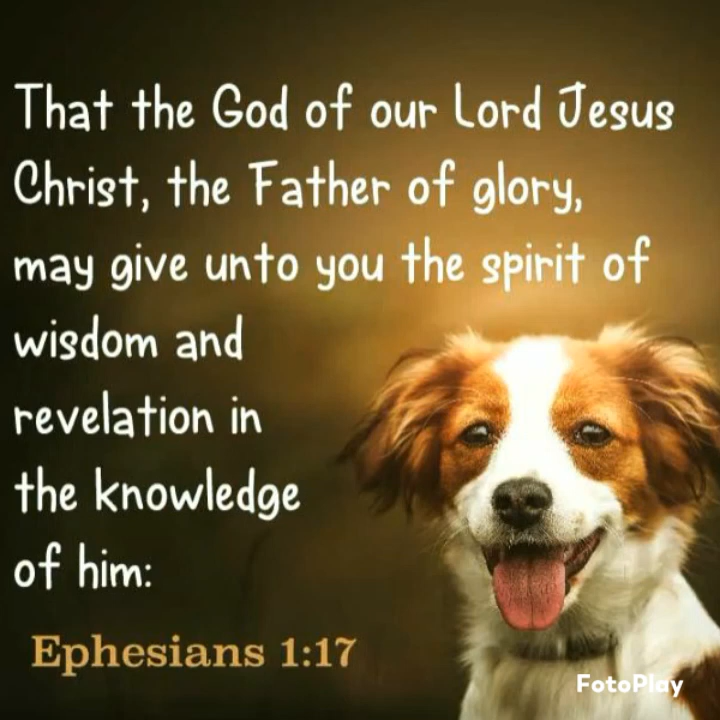 That the God of our Lord Jesus
Christ, the Father of glory,
may give unto you the spirit of
wisdom and
revelation in
the knowledge
of him:
Ephesians 1:17
FotoPlay